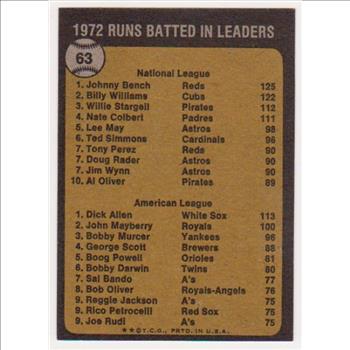 1972 RUNS BATTED IN LEADERS
63
National League
1. Johnny Bench Reds 125
2. Billy Williams Cubs 122
3. Willie Stargell Pirates 112
4. Nate Colbert Padres 111
5. Lee May Astros 98
6. Ted Simmons Cardinals 96
7. Tony Perez Reds 90
7. Doug Rader Astros 90
7. Jim Wynn Astros 90
10. Al Oliver Pirates 89
American League
1. Dick Allen White Sox 113
2. John Mayberry Royals 100
3. Bobby Murcer Yankees 96
4. George Scott Brewers 88
5. Boog Powell Orioles 81
6. Bobby Darwin Twins 80
7. Sal Bando A's 77
8. Bob Oliver Royals-Angels 76
9. Reggie Jackson A's 75
9. Rico Petrocelli Red Sox 75
9. Joe Rudi A's 75
★★©T.C.G., PRTD. IN U.S.A.